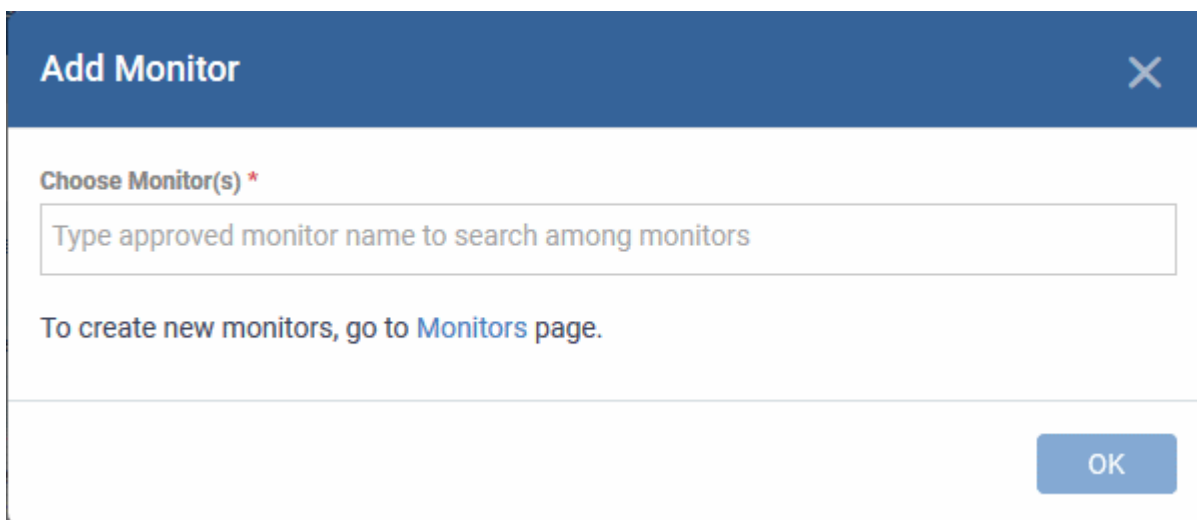 Add Monitor
Choose Monitor(s) *
Type approved monitor name to search among monitors
To create new monitors, go to Monitors page.
OK